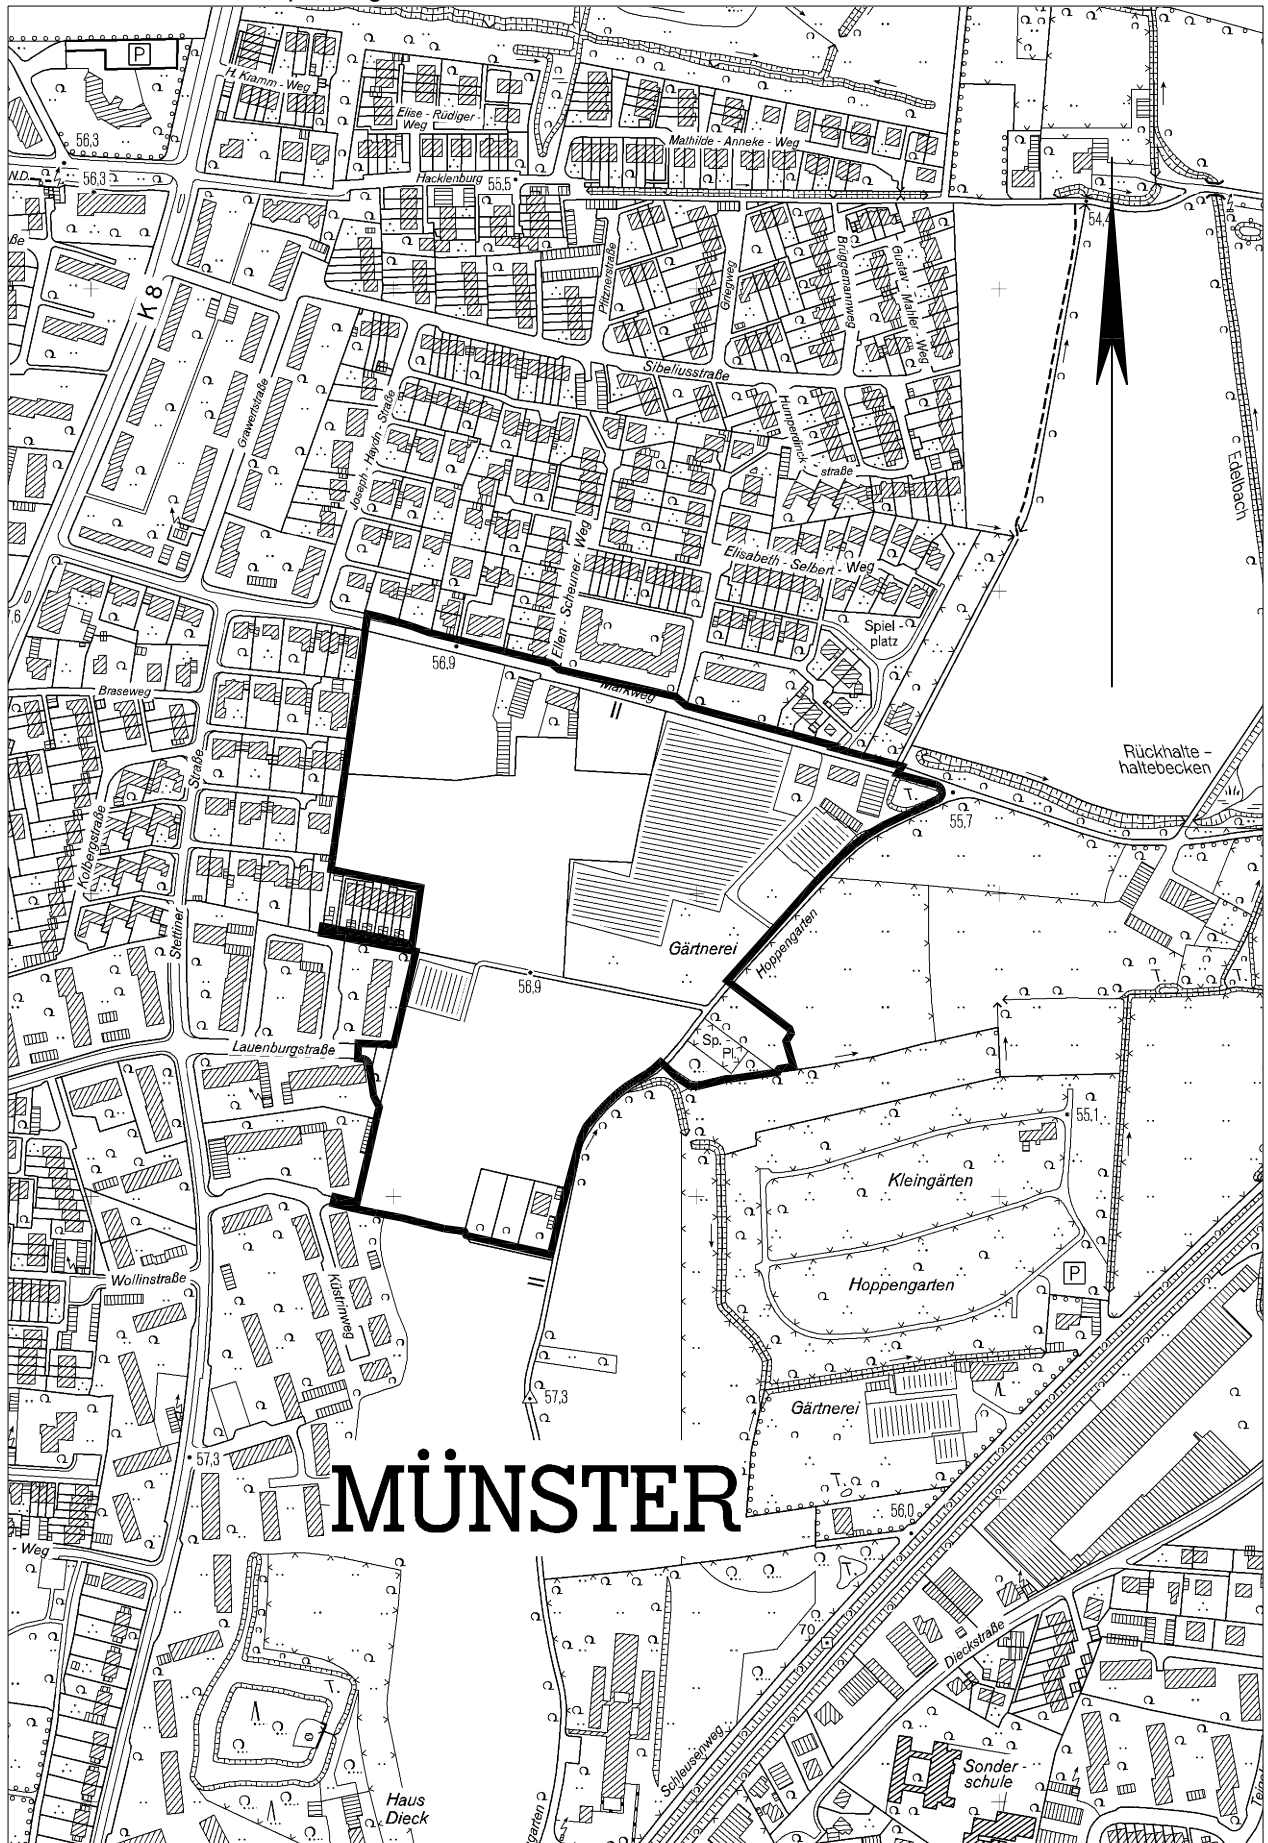 P
H. Kramm - Weg
Elise - Rüdiger -
Weg
Mathilde - Anneke - Weg
56,3
N.D.
56,3
Hacklenburg
55,5
54,4
ße
K 8
Pfitznerstraße
Griegweg
Brüggemannweg
Gustav - Mahler - Weg
Sibeliusstraße
Grawertstraße
Joseph - Haydn - Straße
Humperdinck
straße
Edelbach
Ellen - Scheuner - Weg
Elisabeth - Selbert - Weg
Spiel -
platz
,6
56,9
Markweg
Braseweg
Stettiner Straße
Kolbergstraße
Rückhalte -
haltebecken
T.
55,7
Gärtnerei
Hoppengarten
56,9
T.
T.
Sp.
Pl.
Lauenburgstraße
55,1
Kleingärten
Hoppengarten
P
Wollinstraße
Küstrinweg
57,3
Gärtnerei
57,3
MÜNSTER
T.
56,0
- Weg
T.
70
Dieckstraße
T.
Schleusenweg
Sonder -
schule
Haus
Dieck
garten